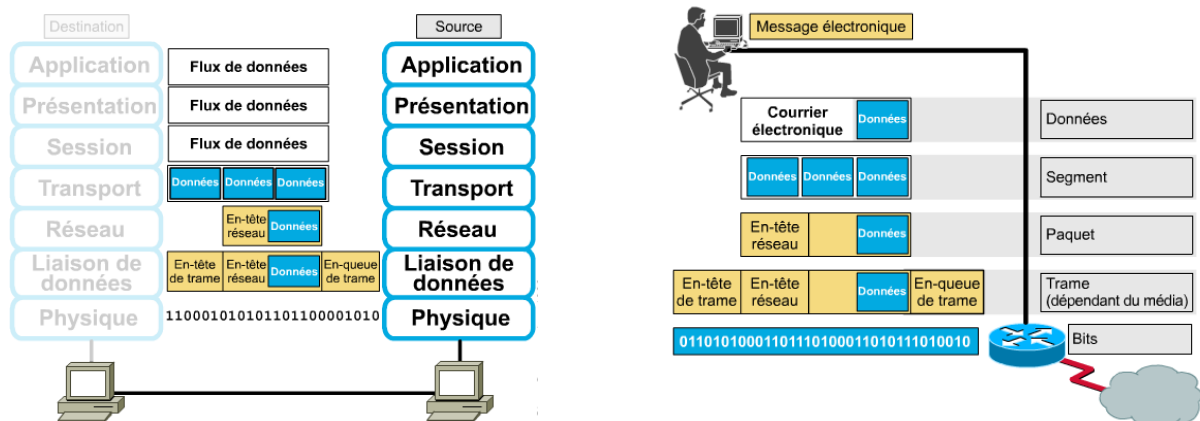 Destination
Source
Application
Flux de données
Application
Présentation
Flux de données
Présentation
Session
Flux de données
Session
Transport
Données Données Données
Transport
Réseau
En-tête
réseau
Données
Réseau
Liaison de
données
En-tête
de trame
En-tête
réseau
Données
En-queue
de trame
Liaison de
données
Physique
110001010101101100001010
Physique
Message électronique
Courrier
électronique
Données
Données
Données Données Données
Segment
En-tête
réseau
Données
Paquet
En-tête
de trame
En-tête
réseau
Données
En-queue
de trame
Trame
(dépendant du média)
0110101000110111010001101011101 0010
Bits